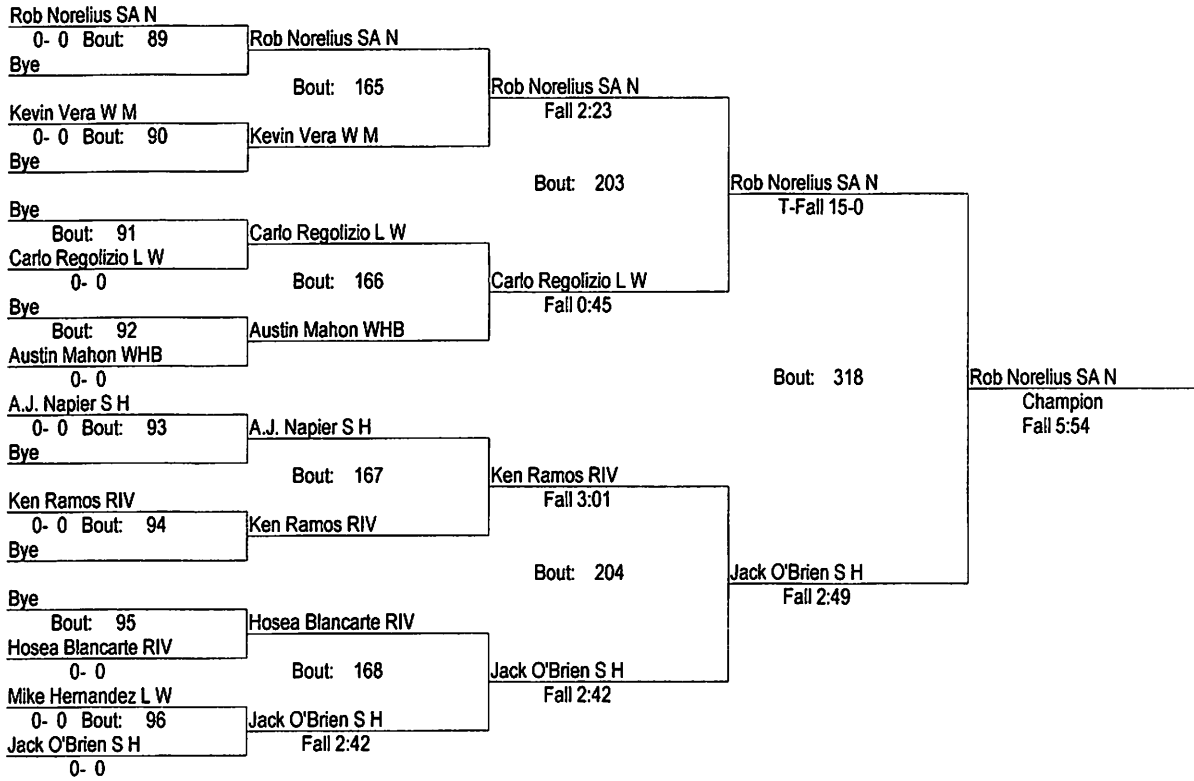 Rob Norelius SA N
0- 0 Bout: 89
Bye
Rob Norelius SA N
Bout: 165
Kevin Vera W M
0- 0 Bout: 90
Bye
Kevin Vera W M
Rob Norelius SA N
Fall 2:23
Bout: 203
Bye
Bout: 91
Carlo Regolizio L W
0- 0
Carlo Regolizio L W
Bout: 166
Bye
Bout: 92
Austin Mahon WHB
0- 0
Austin Mahon WHB
Carlo Regolizio L W
Fall 0:45
Rob Norelius SA N
T-Fall 15-0
Bout: 318
A.J. Napier S H
0- 0 Bout: 93
Bye
A.J. Napier S H
Bout: 167
Ken Ramos RIV
0- 0 Bout: 94
Bye
Ken Ramos RIV
Ken Ramos RIV
Fall 3:01
Bout: 204
Bye
Bout: 95
Hosea Blancarte RIV
0- 0
Hosea Blancarte RIV
Bout: 168
Mike Hernandez L W
0- 0 Bout: 96
Jack O'Brien S H
0- 0
Jack O'Brien S H
Fall 2:42
Jack O'Brien S H
Fall 2:42
Jack O'Brien S H
Fall 2:49
Rob Norelius SA N
Champion
Fall 5:54